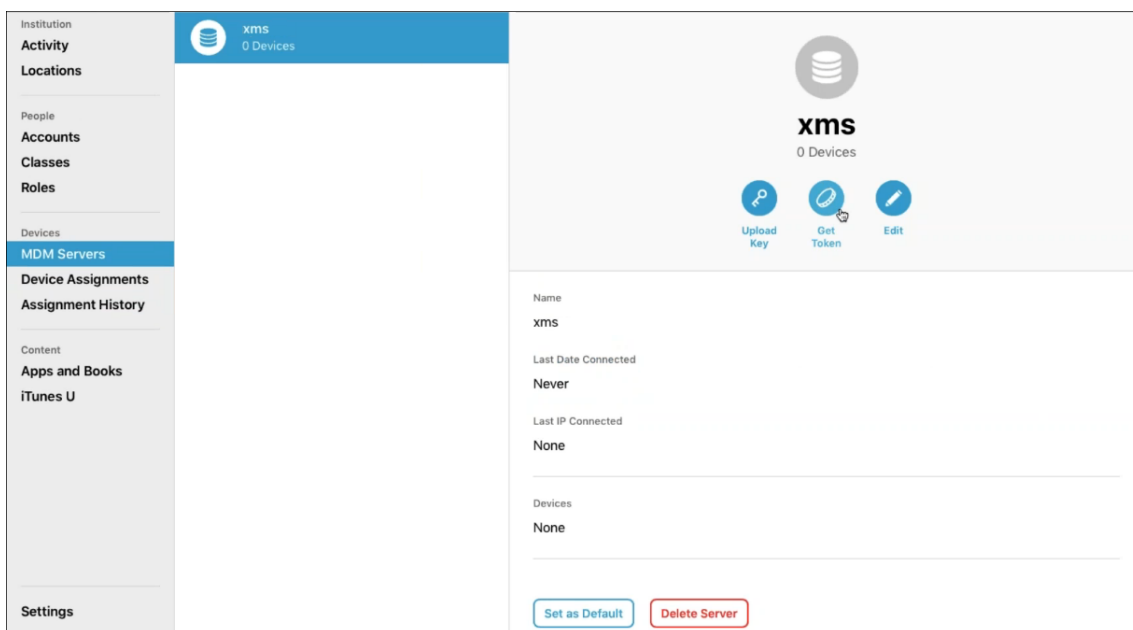 Institution
Activity
Locations
People
Accounts
Classes
Roles
Devices
MDM Servers
Device Assignments
Assignment History
Content
Apps and Books
iTunes U
Settings
xms
0 Devices
xms
0 Devices
Upload
Key
Get
Token
Edit
Name
xms
Last Date Connected
Never
Last IP Connected
None
Devices
None
Set as Default
Delete Server